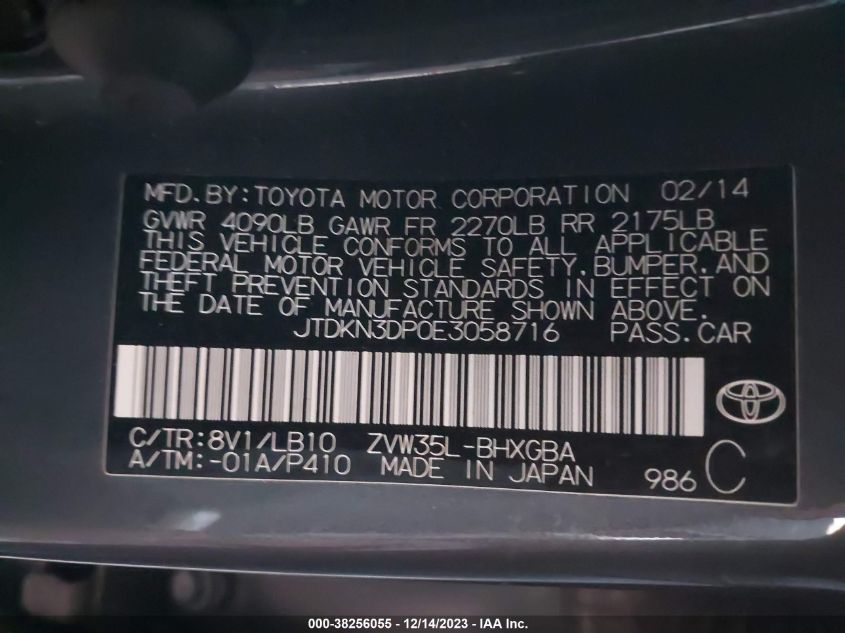 MFD.BY:TOYOTA MOTOR CORPORATION 02/14
GVWR 4090LB GAWR FR 2270LB RR 2175LB
THIS VEHICLE CONFORMS TO ALL APPLICABLE
FEDERAL MOTOR VEHICLE SAFETY,BUMPER,AND
THEFT PREVENTION STANDARDS IN EFFECT ON
THE DATE OF MANUFACTURE SHOWN ABOVE.
JTDKN3DP0E3058716 PASS.CAR
C/TR:8V1/LB10 ZVW35L-BHXGBA
A/TM:-01A/P410 MADE IN JAPAN 986 C
000-38256055 - 12/14/2023 - IAA Inc.